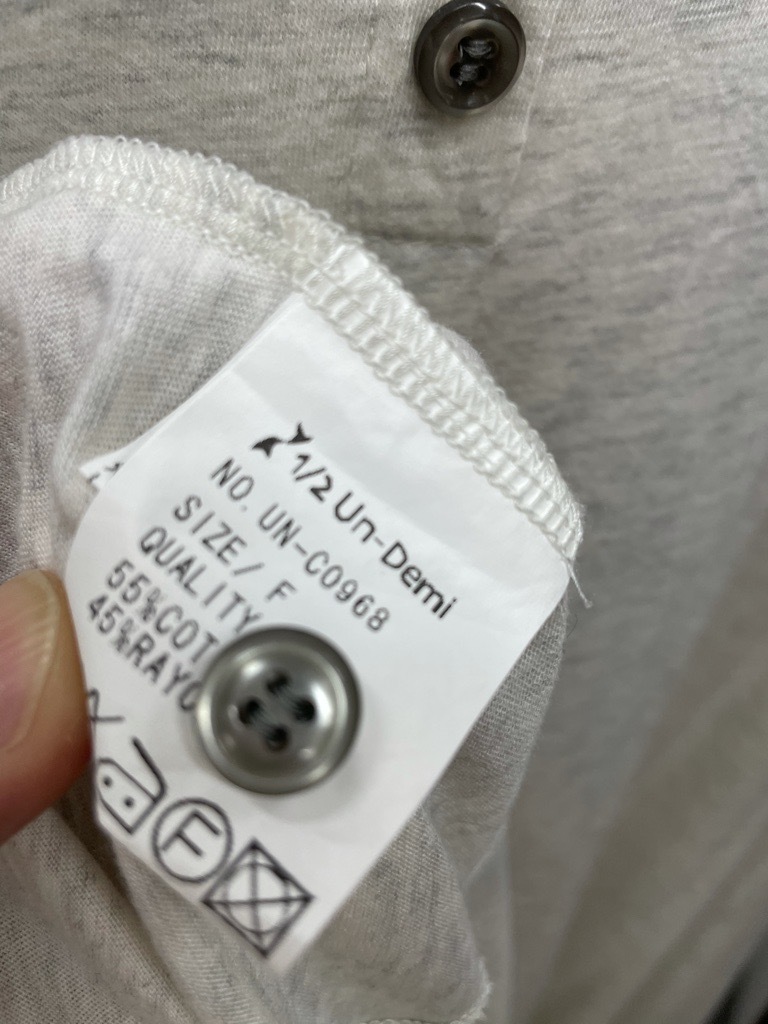 1/2 Un-Demi
NO. UN-C0968
SIZE/ F
QUALITY
55%COT
45%RAYO
F